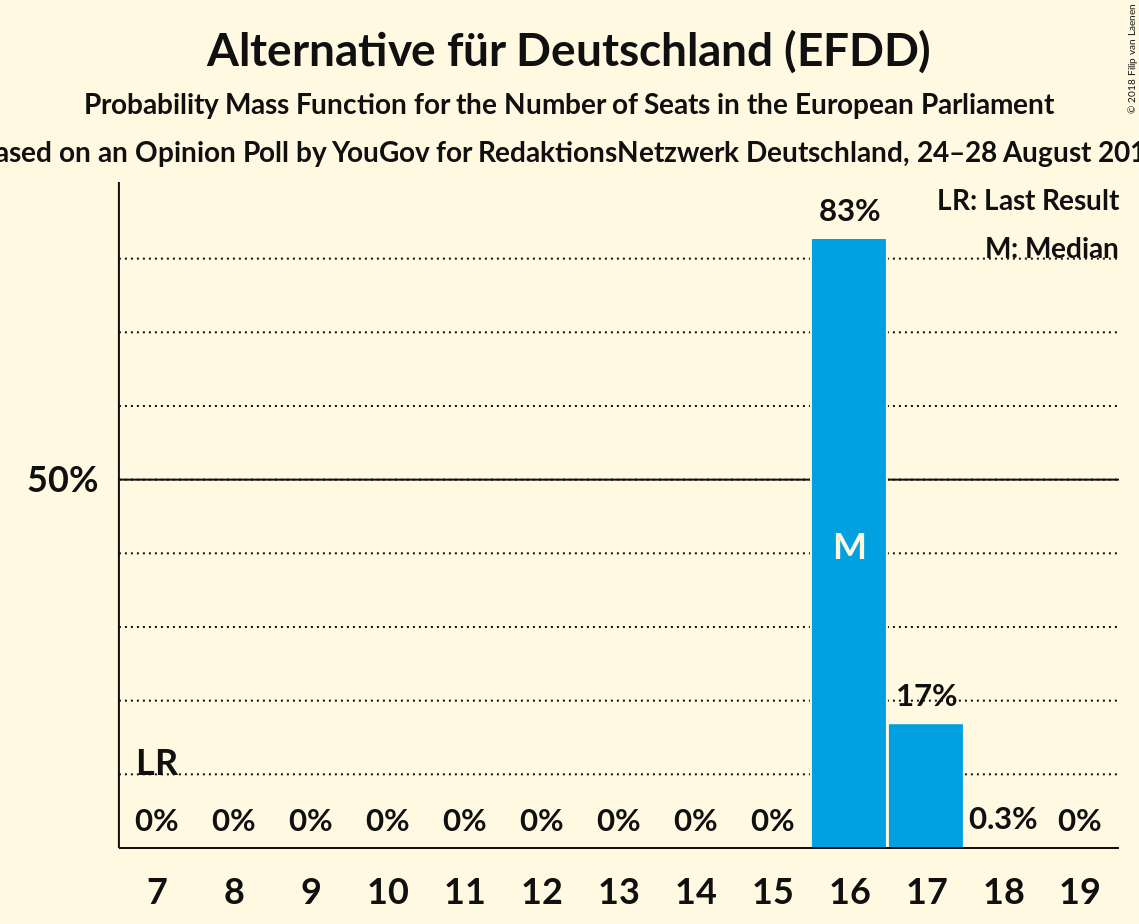 Alternative für Deutschland (EFDD)
Probability Mass Function for the Number of Seats in the European Parliament
on an Opinion Poll by YouGov for RedaktionsNetzwerk Deutschland, 24–28 August
© 2018 Filip van Laenen
LR: Last Result
M: Median
83%
50%
M
17%
LR
0% 0% 0% 0% 0% 0% 0% 0% 0% 0.3% 0%
7 8 9 10 11 12 13 14 15 16 17 18 19